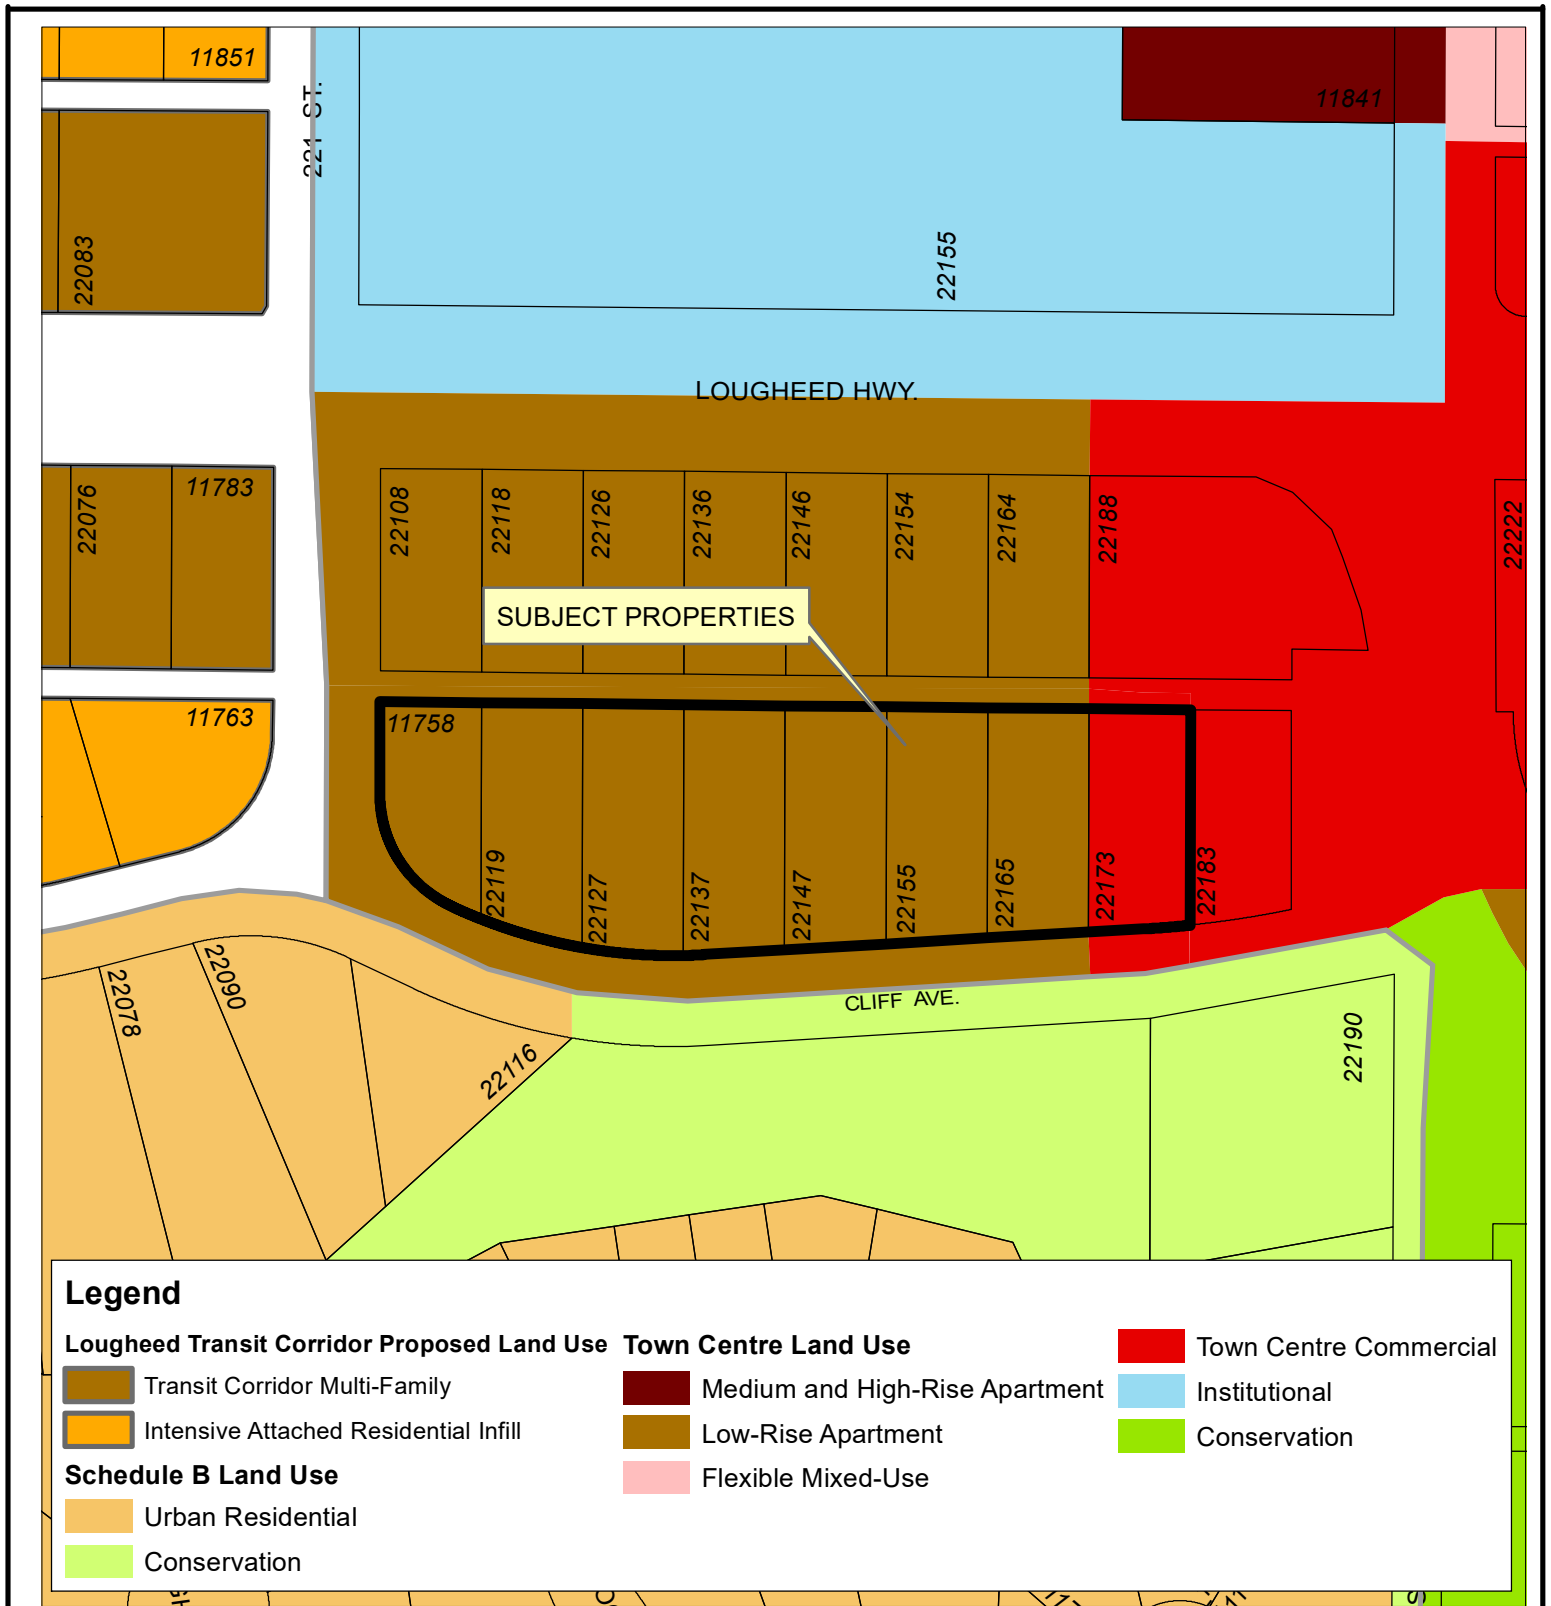 11851
221 ST.
11841
22083
22155
LOUGHEED HWY.
22076
11783
22108
22118
22126
22136
22146
22154
22164
22188
22222
SUBJECT PROPERTIES
11763
11758
22119
22127
22137
22147
22155
22165
22173
22183
22078
22090
22116
CLIFF AVE.
22190
Legend
Lougheed Transit Corridor Proposed Land Use
Transit Corridor Multi-Family
Intensive Attached Residential Infill
Schedule B Land Use
Urban Residential
Conservation
Town Centre Land Use
Medium and High-Rise Apartment
Low-Rise Apartment
Flexible Mixed-Use
Town Centre Commercial
Institutional
Conservation